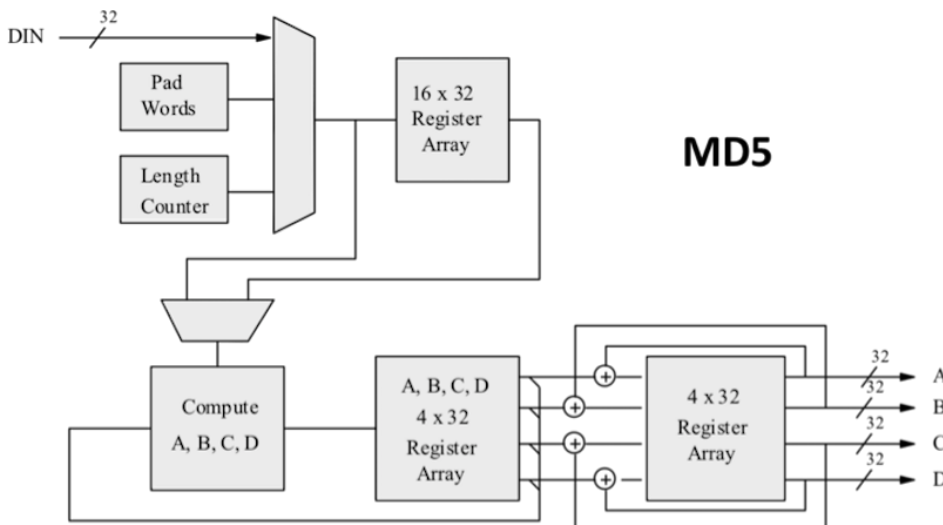 DIN
32
Pad
Words
Length
Counter
16 x 32
Register
Array
MD5
Compute
A, B, C, D
A, B, C, D
4 x 32
Register
Array
+
+
+
+
4 x 32
Register
Array
32
A
32
B
32
C
32
D